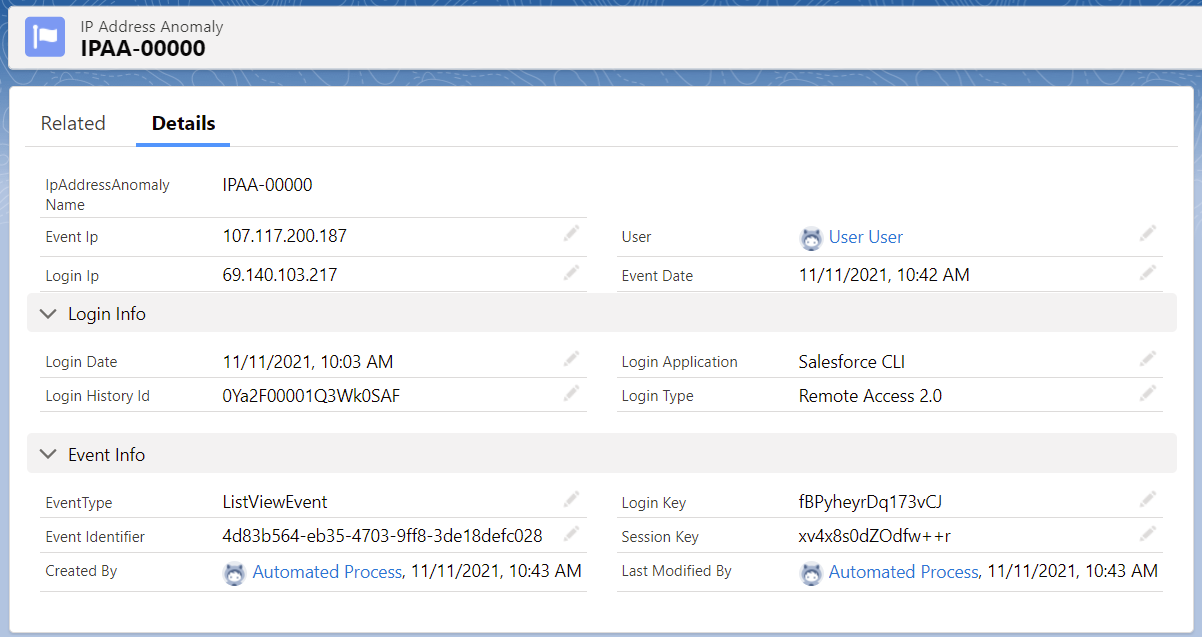 IP Address Anomaly
IPAA-00000
Related
Details
IpAddressAnomaly Name
IPAA-00000
Event Ip
107.117.200.187
User
User User
Login Ip
69.140.103.217
Event Date
11/11/2021, 10:42 AM
Login Info
Login Date
11/11/2021, 10:03 AM
Login Application
Salesforce CLI
Login History Id
0Ya2F00001Q3Wk0SAF
Login Type
Remote Access 2.0
Event Info
EventType
ListViewEvent
Login Key
fBPyheyrDq173vCJ
Event Identifier
4d83b564-eb35-4703-9ff8-3de18defc028
Session Key
xv4x8s0dZOdfw++r
Created By
Automated Process, 11/11/2021, 10:43 AM
Last Modified By
Automated Process, 11/11/2021, 10:43 AM